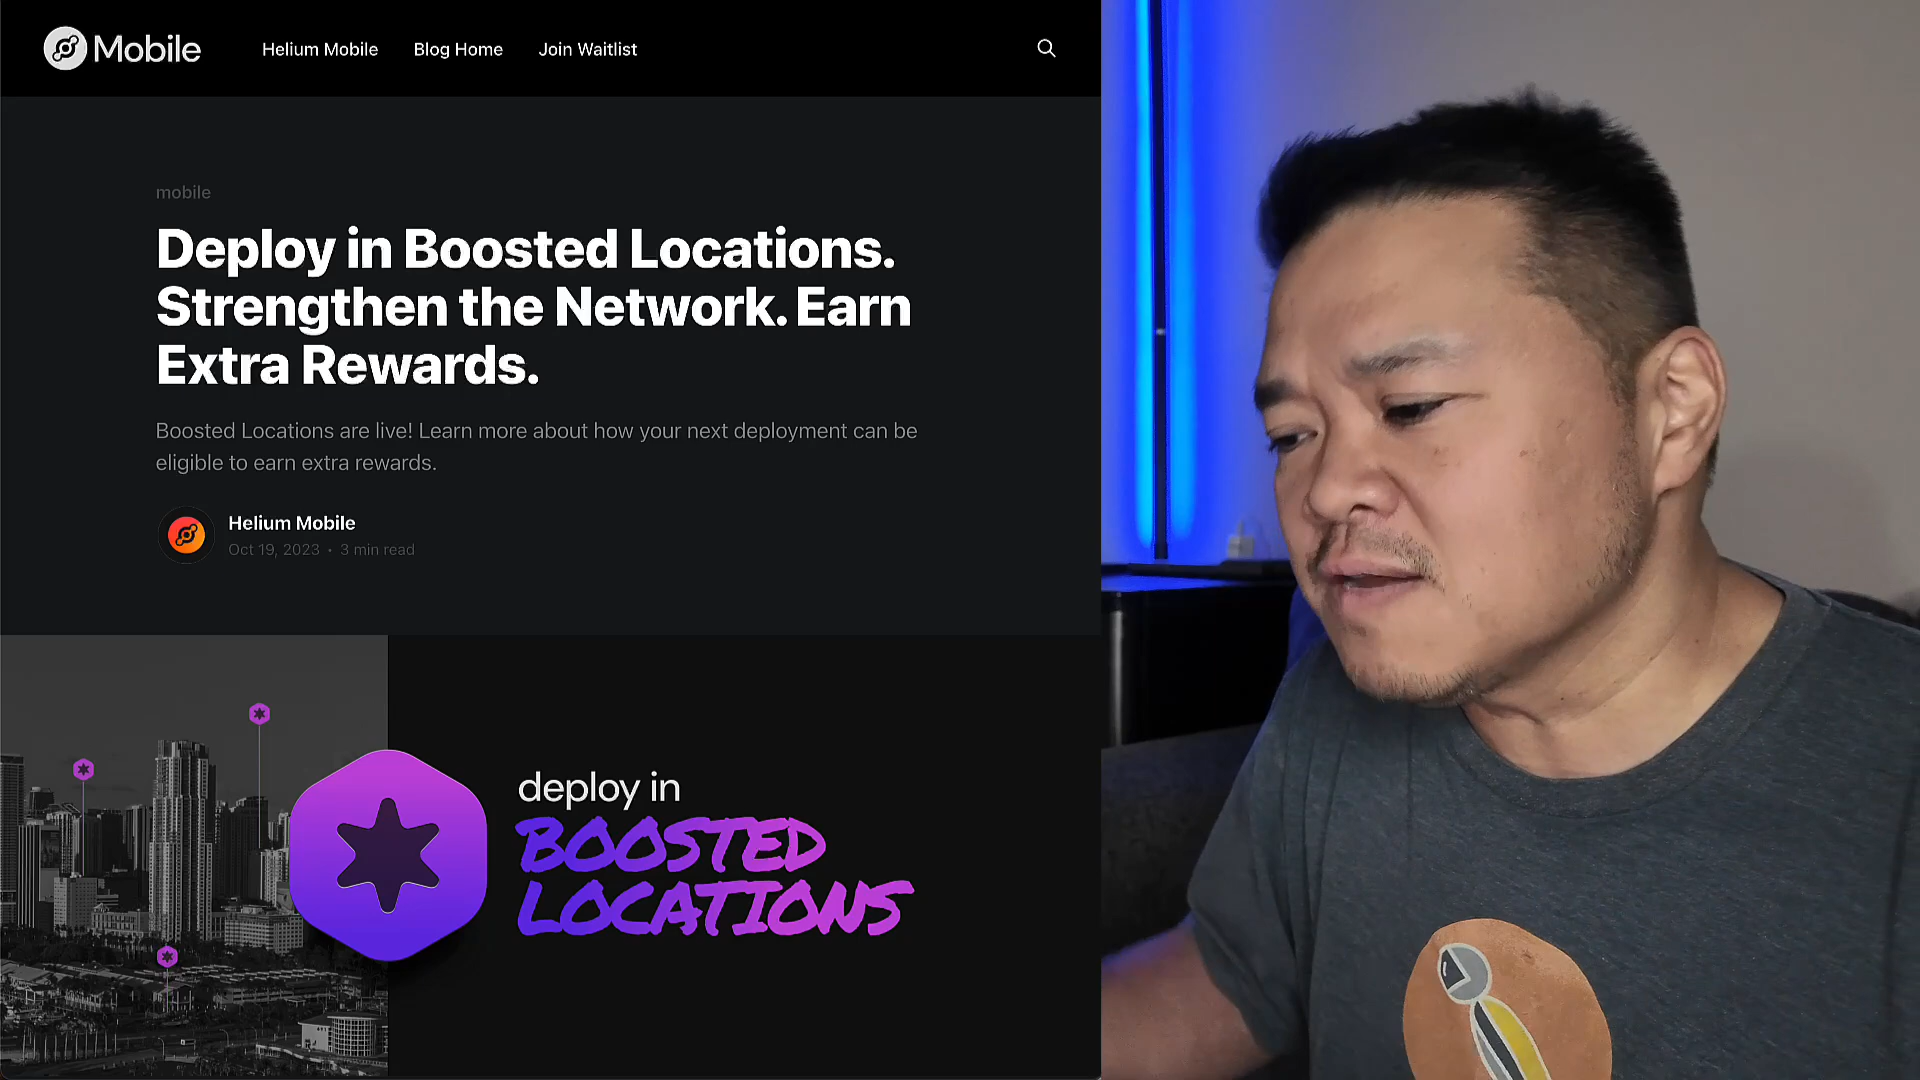 Mobile
Helium Mobile
Blog Home
Join Waitlist
mobile
Deploy in Boosted Locations.
Strengthen the Network. Earn
Extra Rewards.
Boosted Locations are live! Learn more about how your next deployment can be
eligible to earn extra rewards.
Helium Mobile
Oct 19, 2023 • 3 min read
deploy in
BOOSTED
LOCATIONS